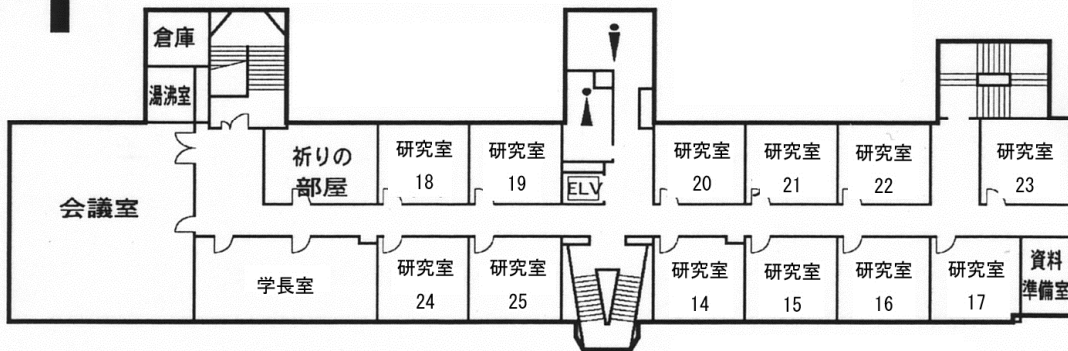 倉庫
湯沸室
会議室
祈りの
部屋
研究室
18
研究室
19
ELV
研究室
20
研究室
21
研究室
22
研究室
23
学長室
研究室
24
研究室
25
研究室
14
研究室
15
研究室
16
研究室
17
資料
準備室